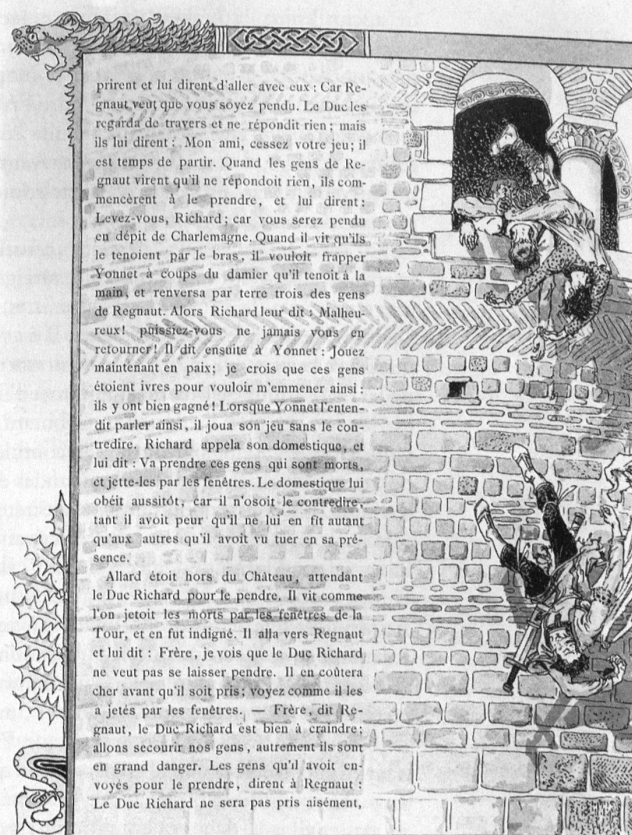 prirent et lui dirent d'aller avec eux : Car Re-
gnaut veut que vous soyez pendu. Le Duc les
regarda de travers et ne répondit rien ; mais
ils lui dirent : Mon ami, cessez votre jeu; il
est temps de partir. Quand les gens de Re-
gnaut virent qu'il ne répondoit rien, ils com-
mencèrent à le prendre, et lui dirent :
Levez-vous, Richard ; car vous serez pendu
en dépit de Charlemagne. Quand il vit qu'ils
le tenoient par le bras, il vouloit frapper
Yonnet à coups du damier qu'il tenoit à la
main, et renversa par terre trois des gens
de Regnaut. Alors Richard leur dit : Malheu-
reux! puissiez-vous ne jamais vous en
retourner! Il dit ensuite à Yonnet : Jouez
maintenant en paix; je crois que ces gens
étoient ivres pour vouloir m'emmener ainsi :
ils y ont bien gagné! Lorsque Yonnet l'enten-
dit parler ainsi, il joua son jeu sans le con-
tredire. Richard appela son domestique, et
lui dit : Va prendre ces gens qui sont morts,
et jette-les par les fenêtres. Le domestique lui
obéit aussitôt, car il n'osoit le contredire,
tant il avoit peur qu'il ne lui en fit autant
qu'aux autres qu'il avoit vu tuer en sa pré-
sence.
Allard étoit hors du Château, attendant
le Duc Richard pour le pendre. Il vit comme
l'on jetoit les morts par les fenêtres de la
Tour, et en fut indigné. Il alla vers Regnaut
et lui dit : Frère, je vois que le Duc Richard
ne veut pas se laisser pendre. Il en coûtera
cher avant qu'il soit pris; voyez comme il les
a jetés par les fenêtres. — Frère, dit Re-
gnaut, le Duc Richard est bien à craindre;
allons secourir nos gens, autrement ils sont
en grand danger. Les gens qu'il avoit en-
voyés pour le prendre, dirent à Regnaut :
Le Duc Richard ne sera pas pris aisément,